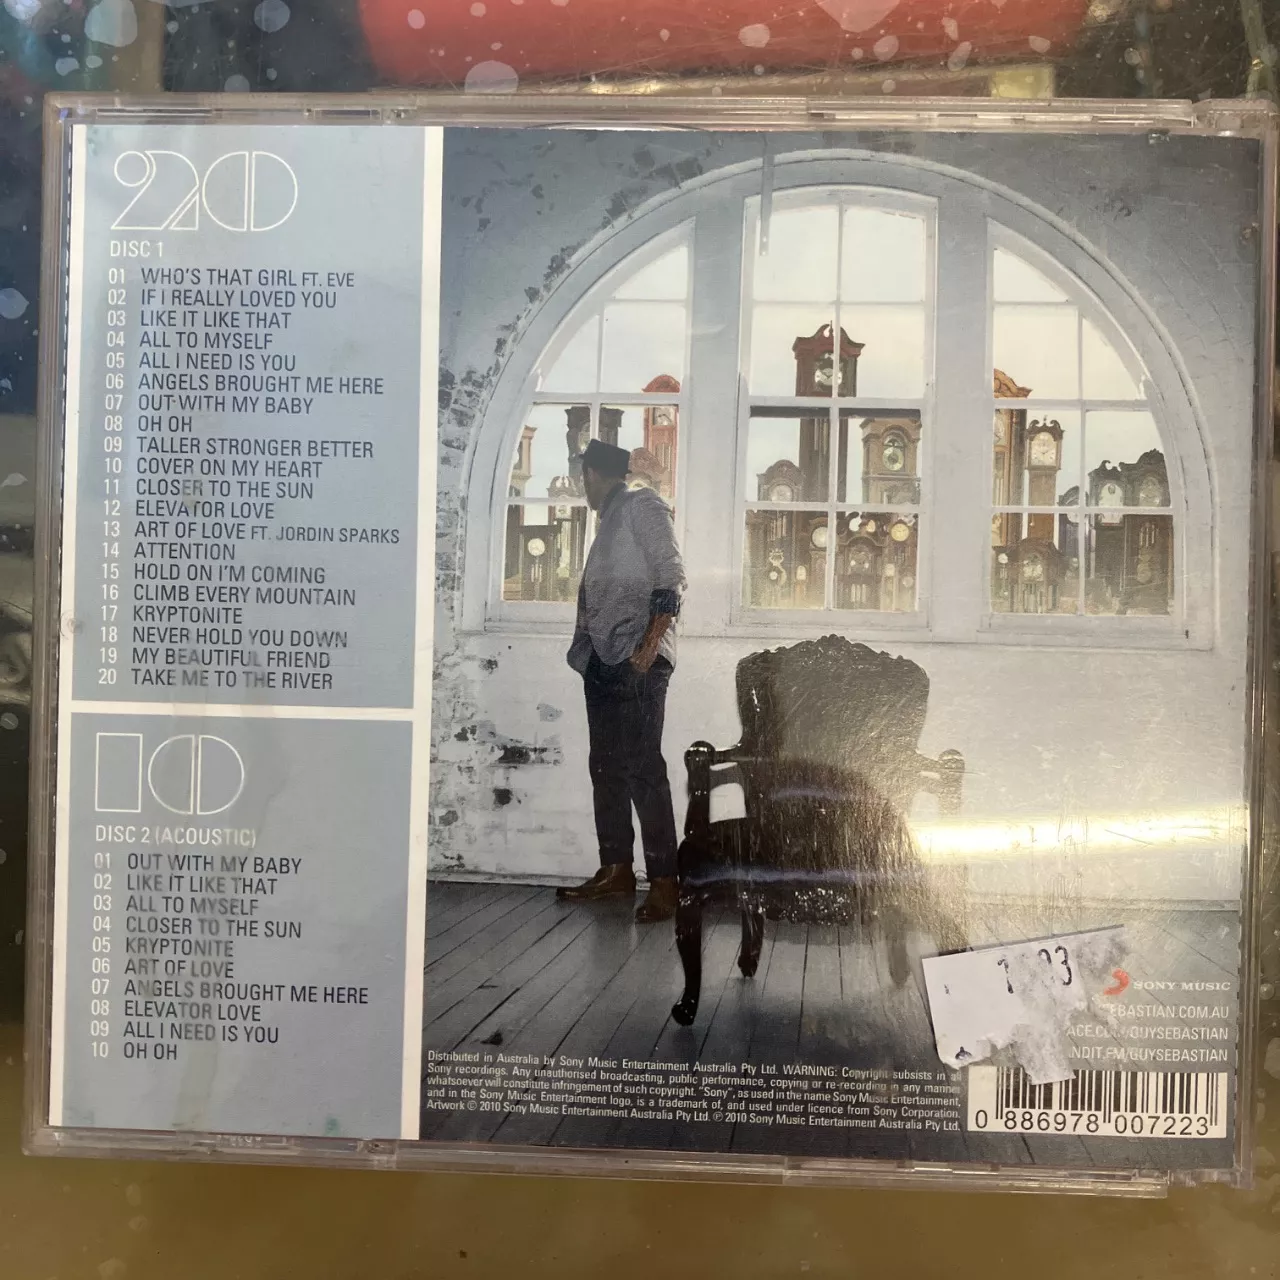 20
DISC 1
01 WHO'S THAT GIRL FT. EVE
02 IF I REALLY LOVED YOU
03 LIKE IT LIKE THAT
04 ALL TO MYSELF
05 ALL I NEED IS YOU
06 ANGELS BROUGHT ME HERE
07 OUT WITH MY BABY
08 OH OH
09 TALLER STRONGER BETTER
10 COVER ON MY HEART
11 CLOSER TO THE SUN
12 ELEVATOR LOVE
13 ART OF LOVE FT. JORDIN SPARKS
14 ATTENTION
15 HOLD ON I'M COMING
16 CLIMB EVERY MOUNTAIN
17 KRYPTONITE
18 NEVER HOLD YOU DOWN
19 MY BEAUTIFUL FRIEND
20 TAKE ME TO THE RIVER
10
DISC 2 (ACOUSTIC)
01 OUT WITH MY BABY
02 LIKE IT LIKE THAT
03 ALL TO MYSELF
04 CLOSER TO THE SUN
05 KRYPTONITE
06 ART OF LOVE
07 ANGELS BROUGHT ME HERE
08 ELEVATOR LOVE
09 ALL I NEED IS YOU
10 OH OH
SONY MUSIC
EBASTIAN.COM.AU
ACE.COM/GUYSEBASTIAN
NDIT.FM/GUYSEBASTIAN
Distributed in Australia by Sony Music Entertainment Australia Pty Ltd. WARNING: Copyright subsists in all
Sony recordings. Any unauthorised broadcasting, public performance, copying or re-recording in any manner
whatsoever will constitute infringement of such copyright. "Sony", as used in the name Sony Music Entertainment,
and in the Sony Music Entertainment logo, is a trademark of, and used under licence from Sony Corporation.
Artwork © 2010 Sony Music Entertainment Australia Pty Ltd. ℗ 2010 Sony Music Entertainment Australia Pty Ltd.
0 886978 007223